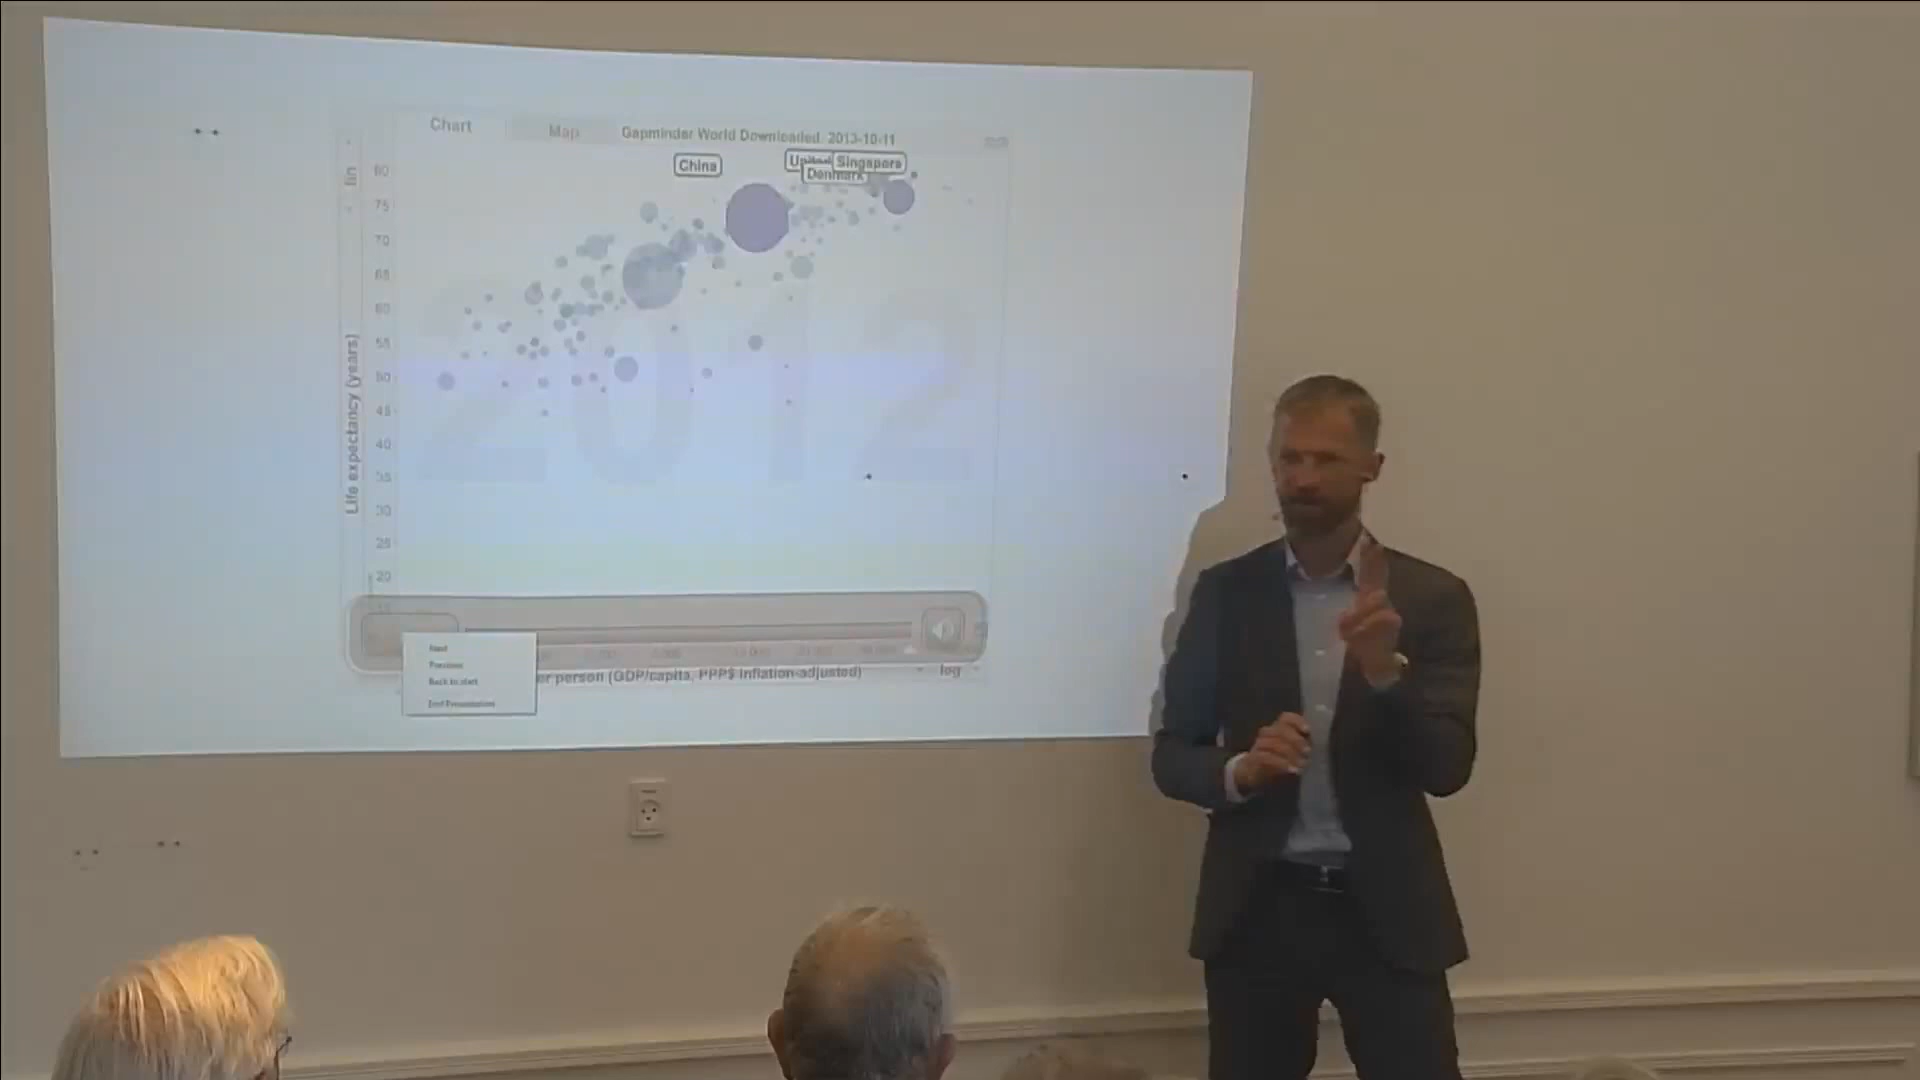 Chart
Map
Gapminder World Downloaded: 2013-10-11
lin
China
Singapore
Denmark
80
75
70
65
60
55
50
45
40
35
30
25
20
Life expectancy (years)
2012
Next
Previous
Back to start
End Presentation
er person (GDP/capita, PPP$ inflation-adjusted)
log